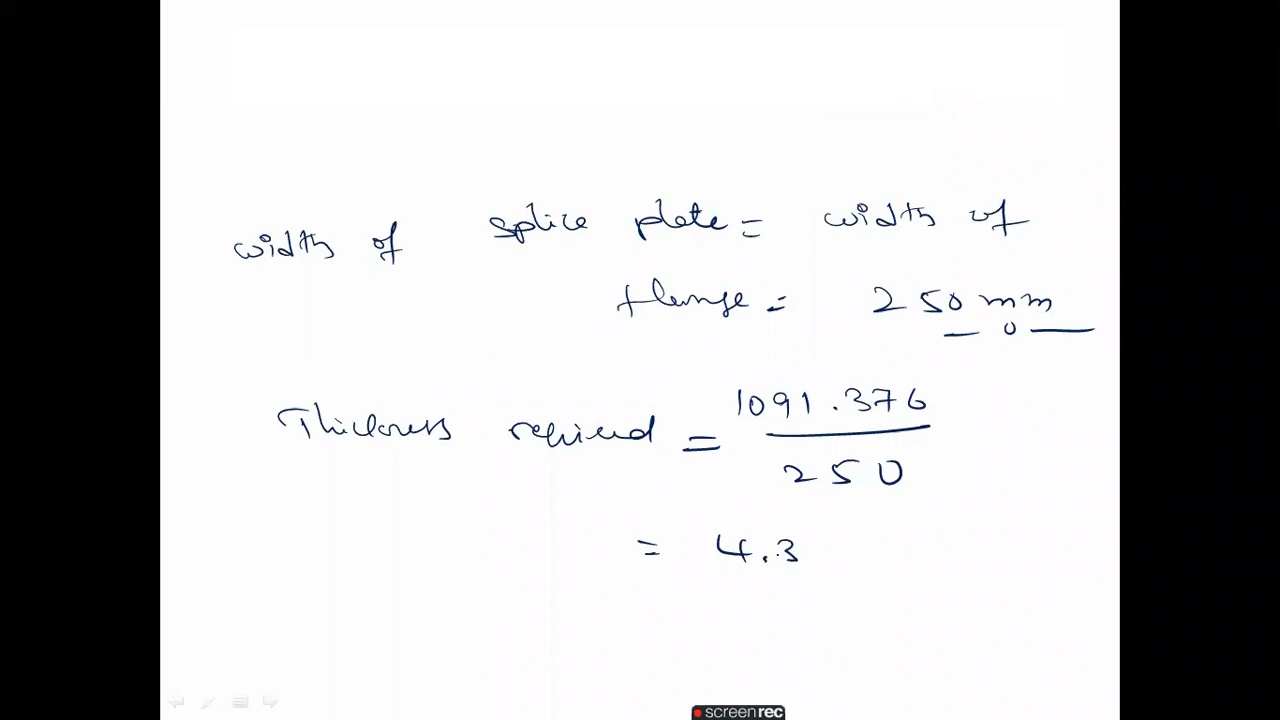 width of splice plate = width of
flange = 250 mm
Thickness required = 1091.376
250
= 4.3
screenrec